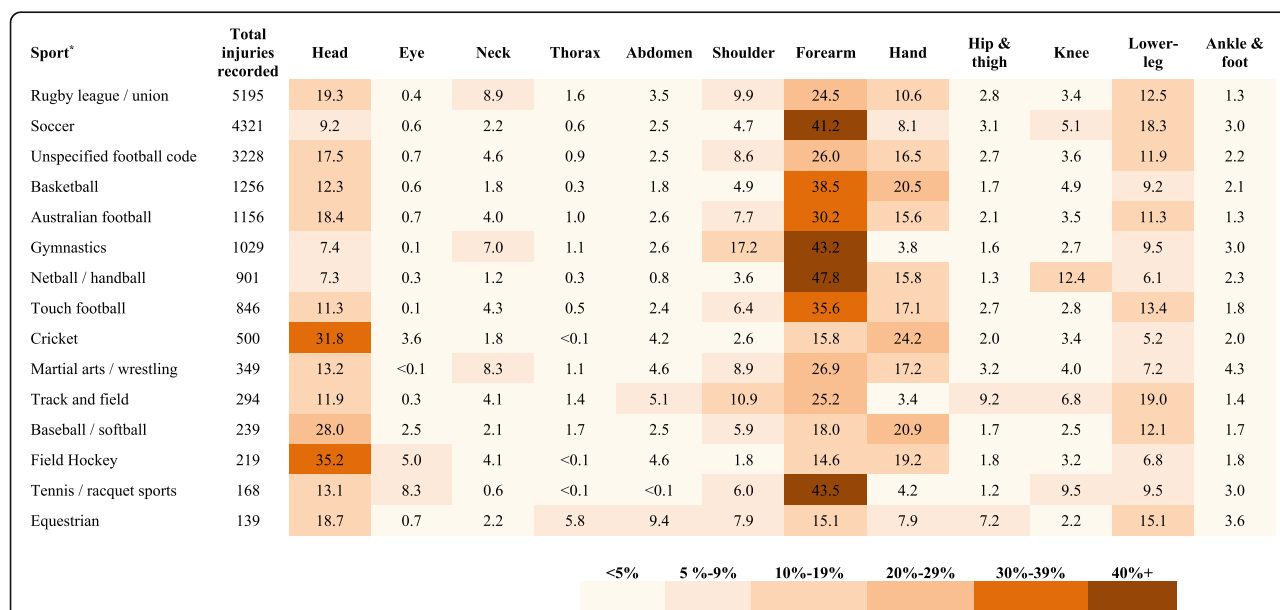 Sport* Total injuries recorded Head Eye Neck Thorax Abdomen Shoulder Forearm Hand Hip & thigh Knee Lower-leg Ankle & foot
Rugby league / union 5195 19.3 0.4 8.9 1.6 3.5 9.9 24.5 10.6 2.8 3.4 12.5 1.3
Soccer 4321 9.2 0.6 2.2 0.6 2.5 4.7 41.2 8.1 3.1 5.1 18.3 3.0
Unspecified football code 3228 17.5 0.7 4.6 0.9 2.5 8.6 26.0 16.5 2.7 3.6 11.9 2.2
Basketball 1256 12.3 0.6 1.8 0.3 1.8 4.9 38.5 20.5 1.7 4.9 9.2 2.1
Australian football 1156 18.4 0.7 4.0 1.0 2.6 7.7 30.2 15.6 2.1 3.5 11.3 1.3
Gymnastics 1029 7.4 0.1 7.0 1.1 2.6 17.2 43.2 3.8 1.6 2.7 9.5 3.0
Netball / handball 901 7.3 0.3 1.2 0.3 0.8 3.6 47.8 15.8 1.3 12.4 6.1 2.3
Touch football 846 11.3 0.1 4.3 0.5 2.4 6.4 35.6 17.1 2.7 2.8 13.4 1.8
Cricket 500 31.8 3.6 1.8 <0.1 4.2 2.6 15.8 24.2 2.0 3.4 5.2 2.0
Martial arts / wrestling 349 13.2 <0.1 8.3 1.1 4.6 8.9 26.9 17.2 3.2 4.0 7.2 4.3
Track and field 294 11.9 0.3 4.1 1.4 5.1 10.9 25.2 3.4 9.2 6.8 19.0 1.4
Baseball / softball 239 28.0 2.5 2.1 1.7 2.5 5.9 18.0 20.9 1.7 2.5 12.1 1.7
Field Hockey 219 35.2 5.0 4.1 <0.1 4.6 1.8 14.6 19.2 1.8 3.2 6.8 1.8
Tennis / racquet sports 168 13.1 8.3 0.6 <0.1 <0.1 6.0 43.5 4.2 1.2 9.5 9.5 3.0
Equestrian 139 18.7 0.7 2.2 5.8 9.4 7.9 15.1 7.9 7.2 2.2 15.1 3.6
<5% 5 %-9% 10%-19% 20%-29% 30%-39% 40%+